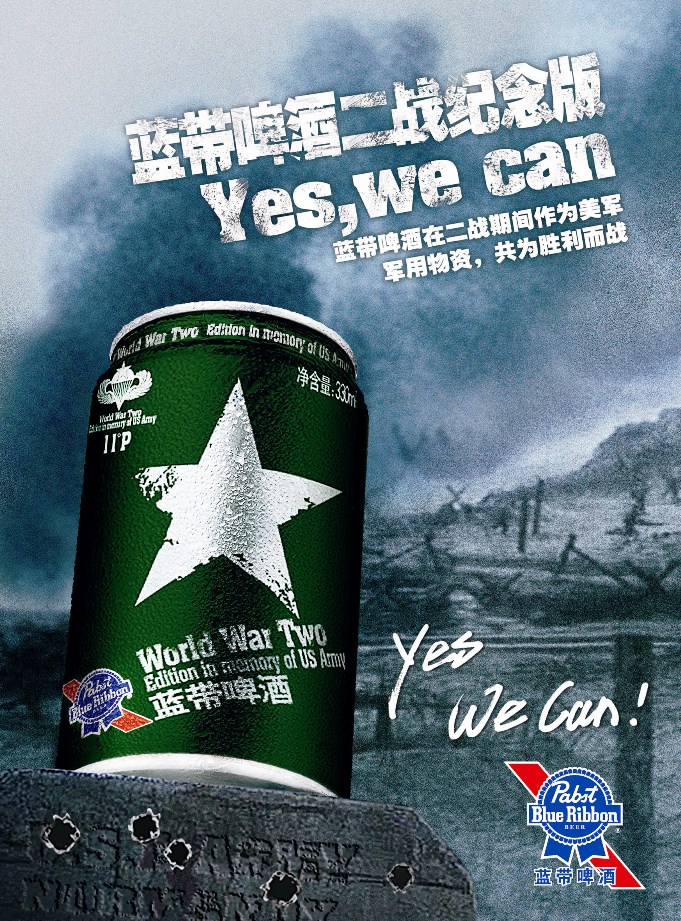 蓝带啤酒二战纪念版
Yes,we can
蓝带啤酒在二战期间作为美军
军用物资，共为胜利而战
World War Two Edition in memory of US Army
净含量:330ml
World War Two
Edition in memory of US Army
11°P
World War Two
Edition in memory of US Army
蓝带啤酒
Pabst
Blue Ribbon
BEER
Yes
We Can!
Pabst
Blue Ribbon
BEER
®
蓝带啤酒